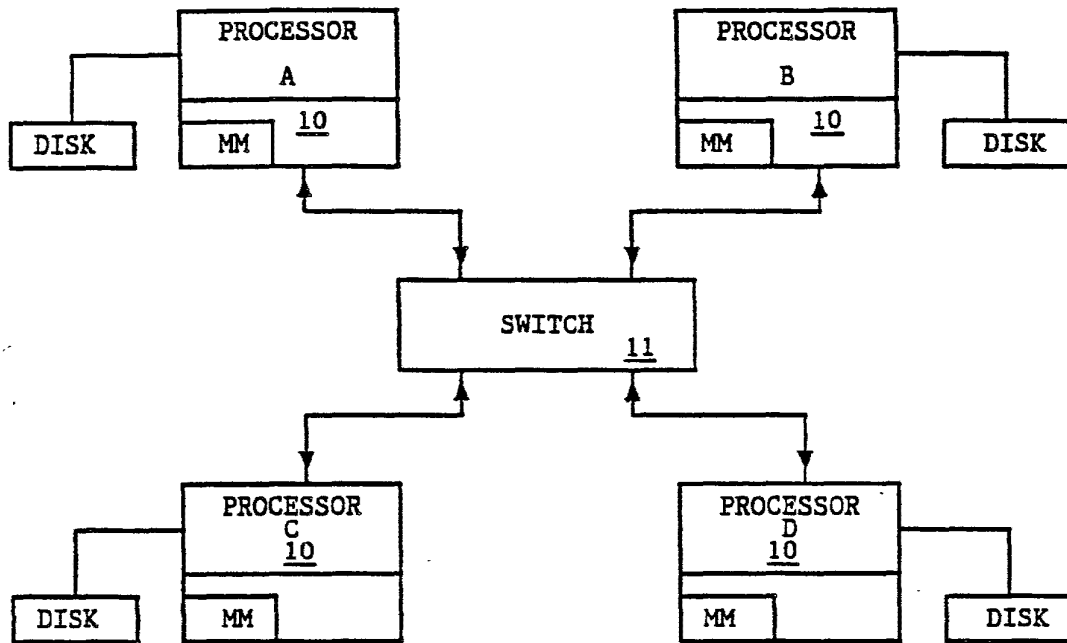 PROCESSOR
A
10
MM
DISK
PROCESSOR
B
10
MM
DISK
SWITCH
11
PROCESSOR
C
10
MM
DISK
PROCESSOR
D
10
MM
DISK